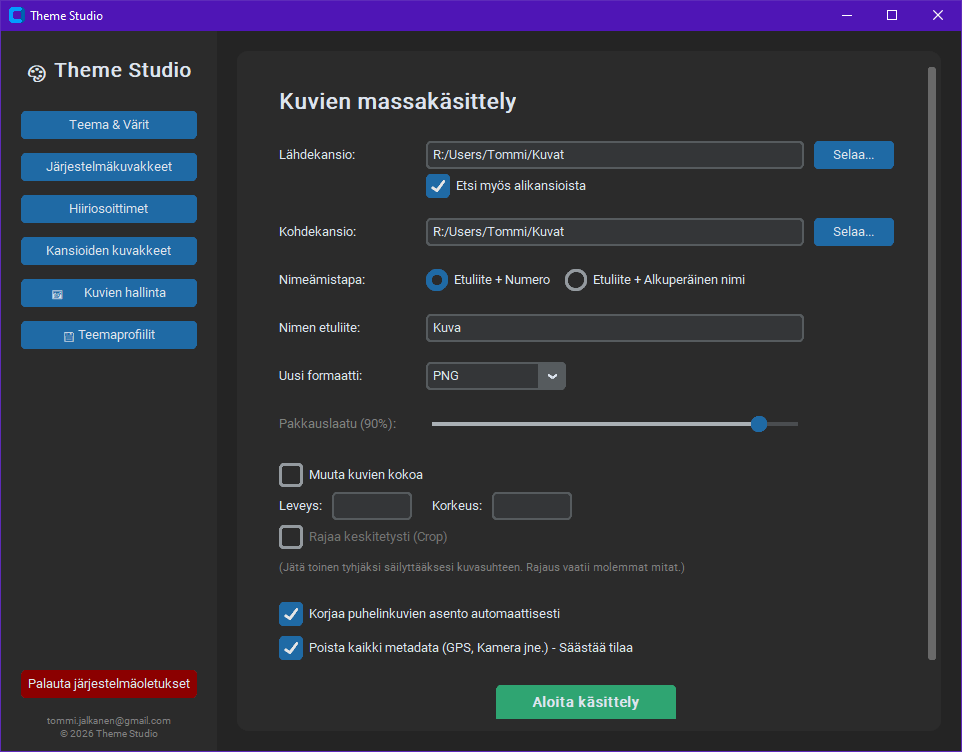 Theme Studio
Theme Studio
Teema & Värit
Järjestelmäkuvakkeet
Hiiriosoittimet
Kansioiden kuvakkeet
Kuvien hallinta
Teemaprofiilit
Palauta järjestelmäoletukset
tommi.jalkanen@gmail.com
© 2026 Theme Studio
Kuvien massakäsittely
Lähdekansio: R:/Users/Tommi/Kuvat Selaa...
Etsi myös alikansioista
Kohdekansio: R:/Users/Tommi/Kuvat Selaa...
Nimeämistapa: Etuliite + Numero Etuliite + Alkuperäinen nimi
Nimen etuliite: Kuva
Uusi formaatti: PNG
Pakkauslaatu (90%):
Muuta kuvien kokoa
Leveys: Korkeus:
Rajaa keskitetysti (Crop)
(Jätä toinen tyhjäksi säilyttääksesi kuvasuhteen. Rajaus vaatii molemmat mitat.)
Korjaa puhelinkuvien asento automaattisesti
Poista kaikki metadata (GPS, Kamera jne.) - Säästää tilaa
Aloita käsittely